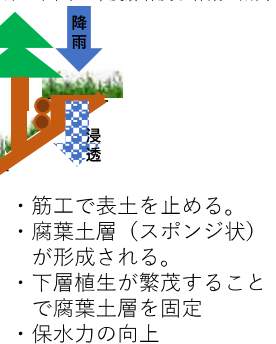 降
雨
浸
透
・筋工で表土を止める。
・腐葉土層（スポンジ状）
が形成される。
・下層植生が繁茂すること
で腐葉土層を固定
・保水力の向上